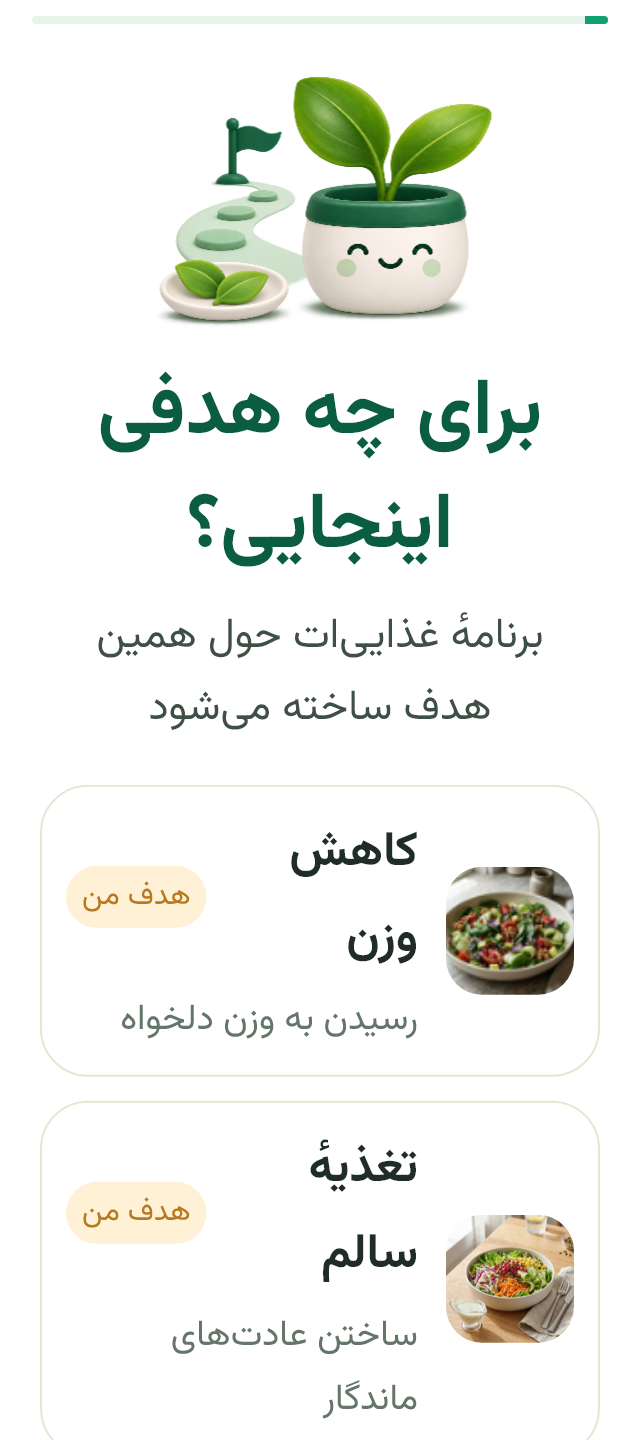 برای چه هدفی
اینجایی؟
برنامهٔ غذایی‌ات حول همین
هدف ساخته می‌شود
کاهش
وزن
هدف من
رسیدن به وزن دلخواه
تغذیهٔ
سالم
هدف من
ساختن عادت‌های
ماندگار